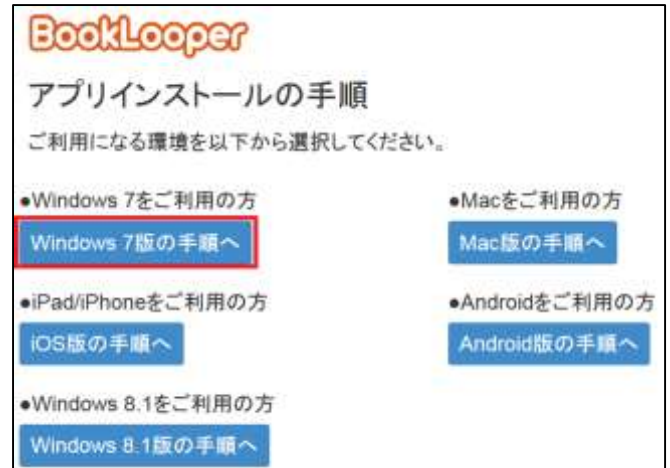 BookLooper
アプリインストールの手順
ご利用になる環境を以下から選択してください。
●Windows 7をご利用の方
Windows 7版の手順へ
●Macをご利用の方
Mac版の手順へ
●iPad/iPhoneをご利用の方
iOS版の手順へ
●Androidをご利用の方
Android版の手順へ
●Windows 8.1をご利用の方
Windows 8.1版の手順へ